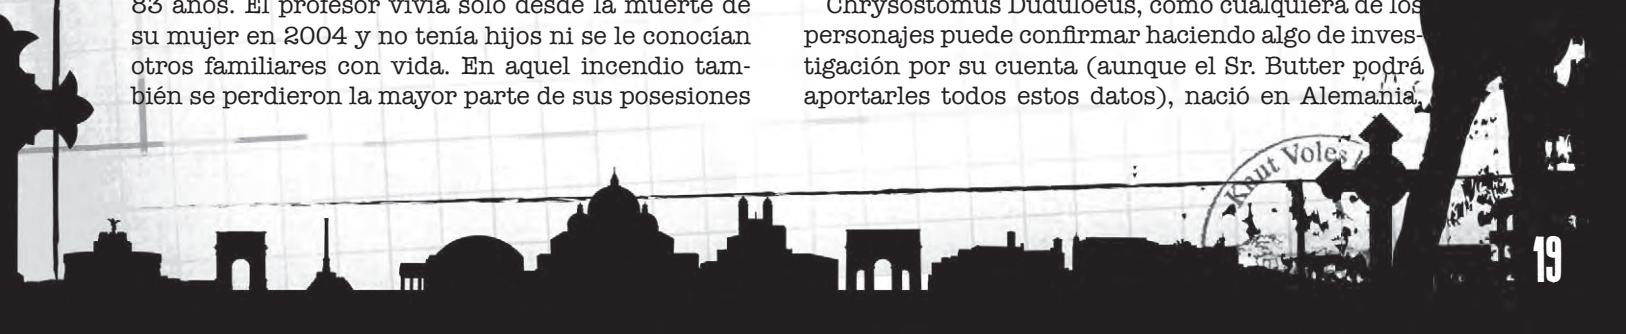 83 años. El profesor vivía solo desde la muerte de
su mujer en 2004 y no tenía hijos ni se le conocían
otros familiares con vida. En aquel incendio tam-
bién se perdieron la mayor parte de sus posesiones
Chrysostomus Duduloeus, como cualquiera de los
personajes puede confirmar haciendo algo de inves-
tigación por su cuenta (aunque el Sr. Butter podrá
aportarles todos estos datos), nació en Alemania,
Knut Voles
19